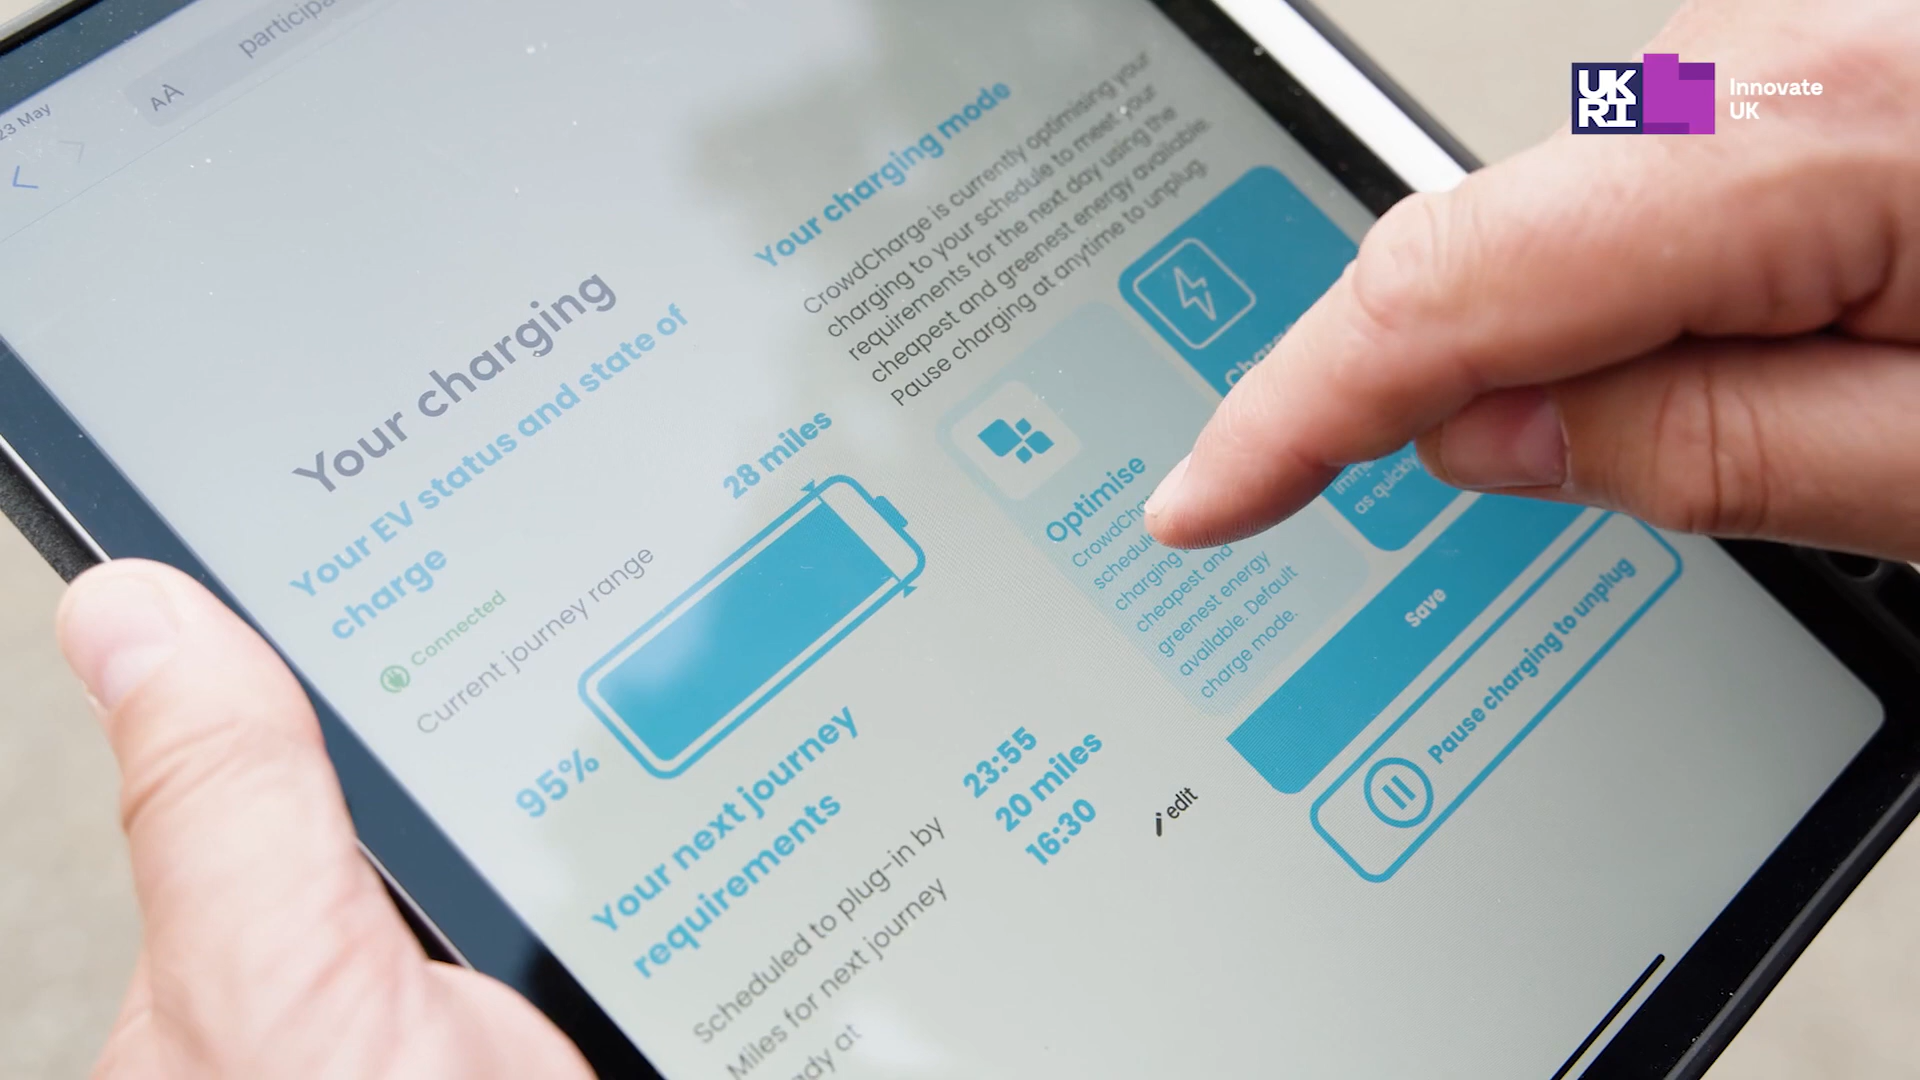 23 May
AA
Your charging
Your EV status and state of
charge
Connected
Current journey range
28 miles
95%
Your next journey
requirements
Scheduled to plug-in by
23:55
Miles for next journey
20 miles
at
16:30
edit
Your charging mode
CrowdCharge is currently optimising your
charging to your schedule to meet your
requirements for the next day using the
cheapest and greenest energy available.
Pause charging at anytime to unplug.
Optimise
charging
cheapest and
greenest energy
available. Default
charge mode.
as quickly
Save
Pause charging to unplug
UK
RI
Innovate
UK